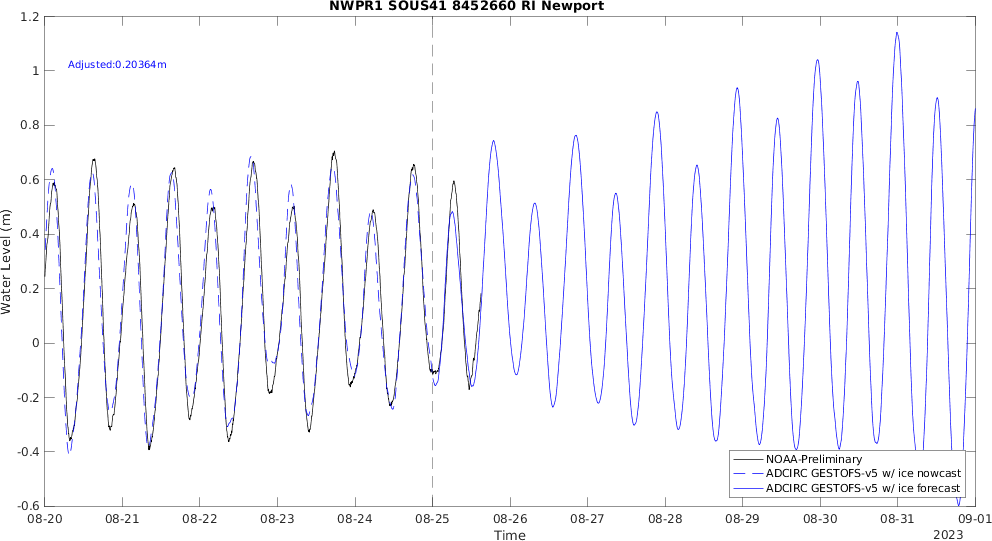 NWPR1 SOUS41 8452660 RI Newport
Adjusted:0.20364m
1.2
1
0.8
0.6
0.4
0.2
0
-0.2
-0.4
-0.6
Water Level (m)
NOAA-Preliminary
ADCIRC GESTOFS-v5 w/ ice nowcast
ADCIRC GESTOFS-v5 w/ ice forecast
08-20 08-21 08-22 08-23 08-24 08-25 08-26 08-27 08-28 08-29 08-30 08-31 09-01
Time
2023